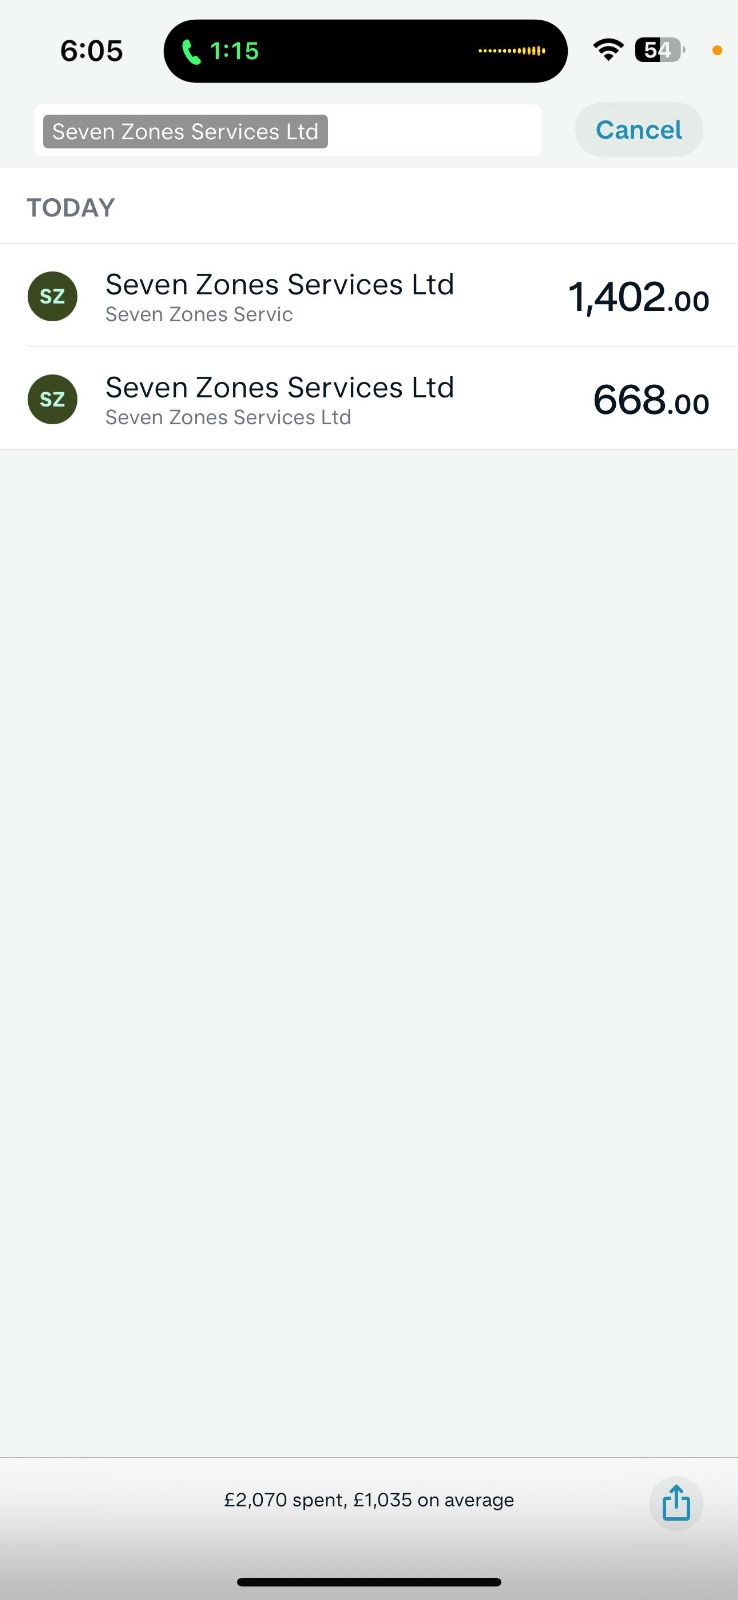 6:05
1:15
54
Seven Zones Services Ltd
Cancel
TODAY
SZ
Seven Zones Services Ltd
1,402.00
Seven Zones Servic
SZ
Seven Zones Services Ltd
668.00
Seven Zones Services Ltd
£2,070 spent, £1,035 on average